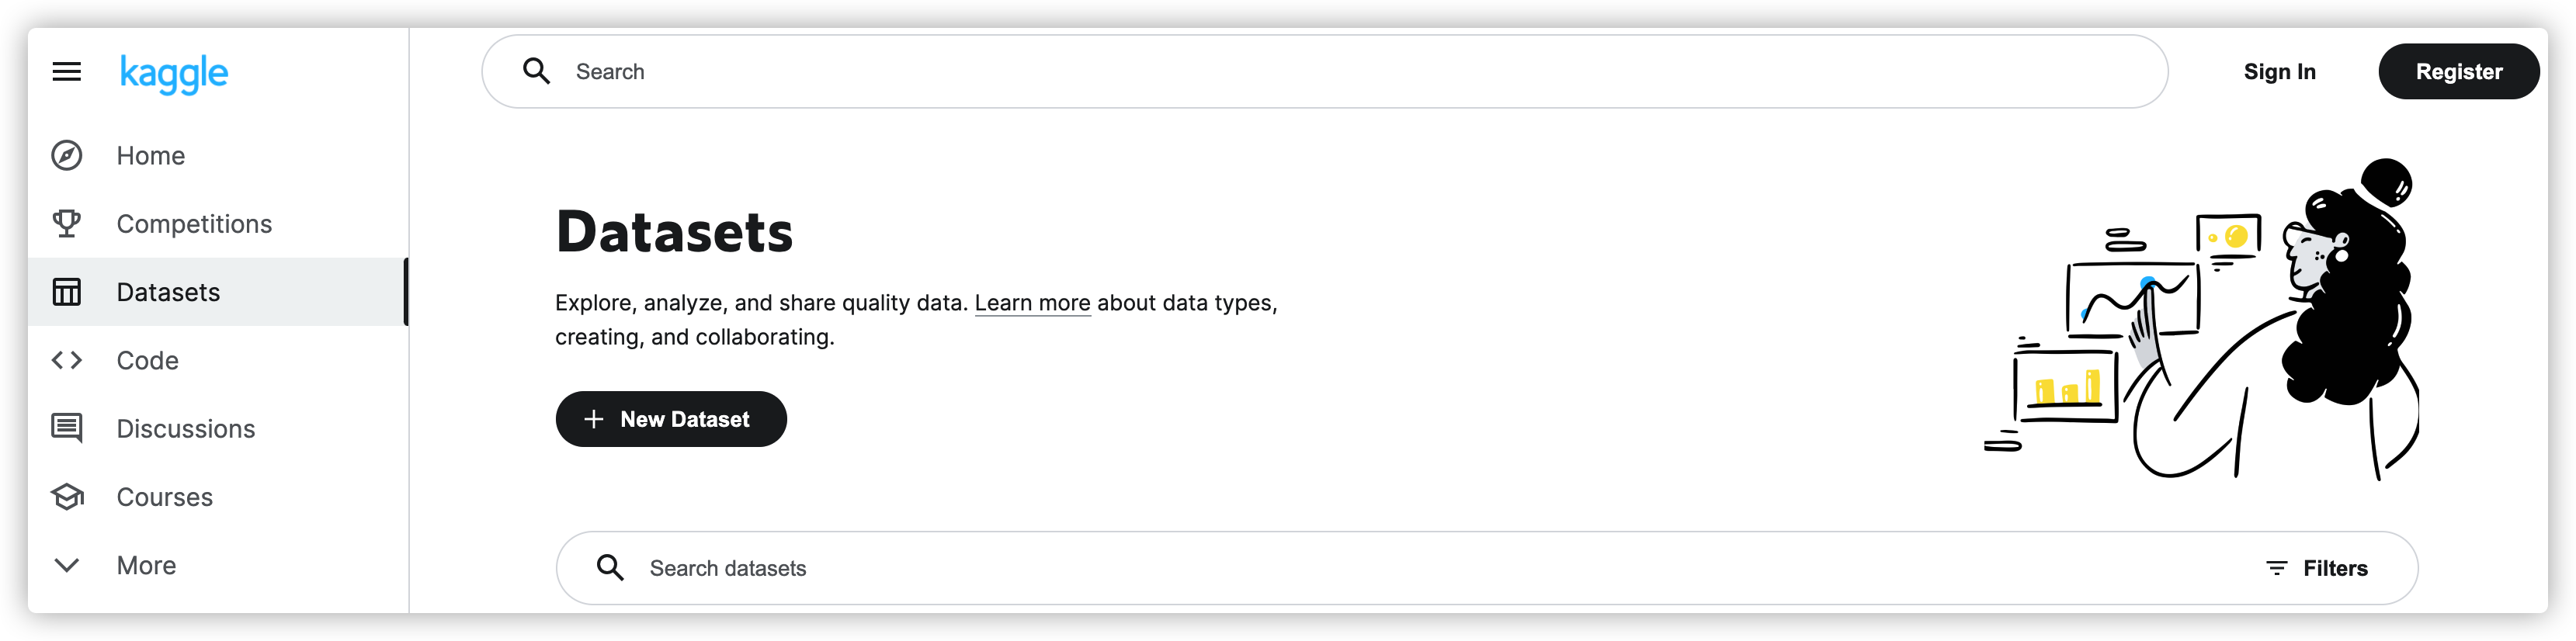 kaggle
Home
Competitions
Datasets
Code
Discussions
Courses
More
Search
Sign In
Register
Datasets
Explore, analyze, and share quality data. Learn more about data types,
creating, and collaborating.
New Dataset
Search datasets
Filters